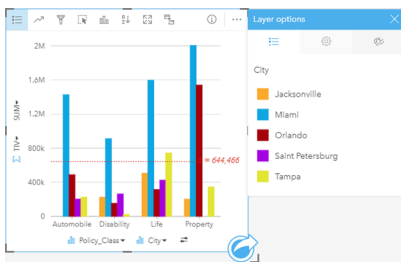 Layer options
2M
1.6M
1.2M
800k
400k
0
SUM
TIV
= 644,466
Automobile Disability Life Property
Policy_Class City
City
Jacksonville
Miami
Orlando
Saint Petersburg
Tampa